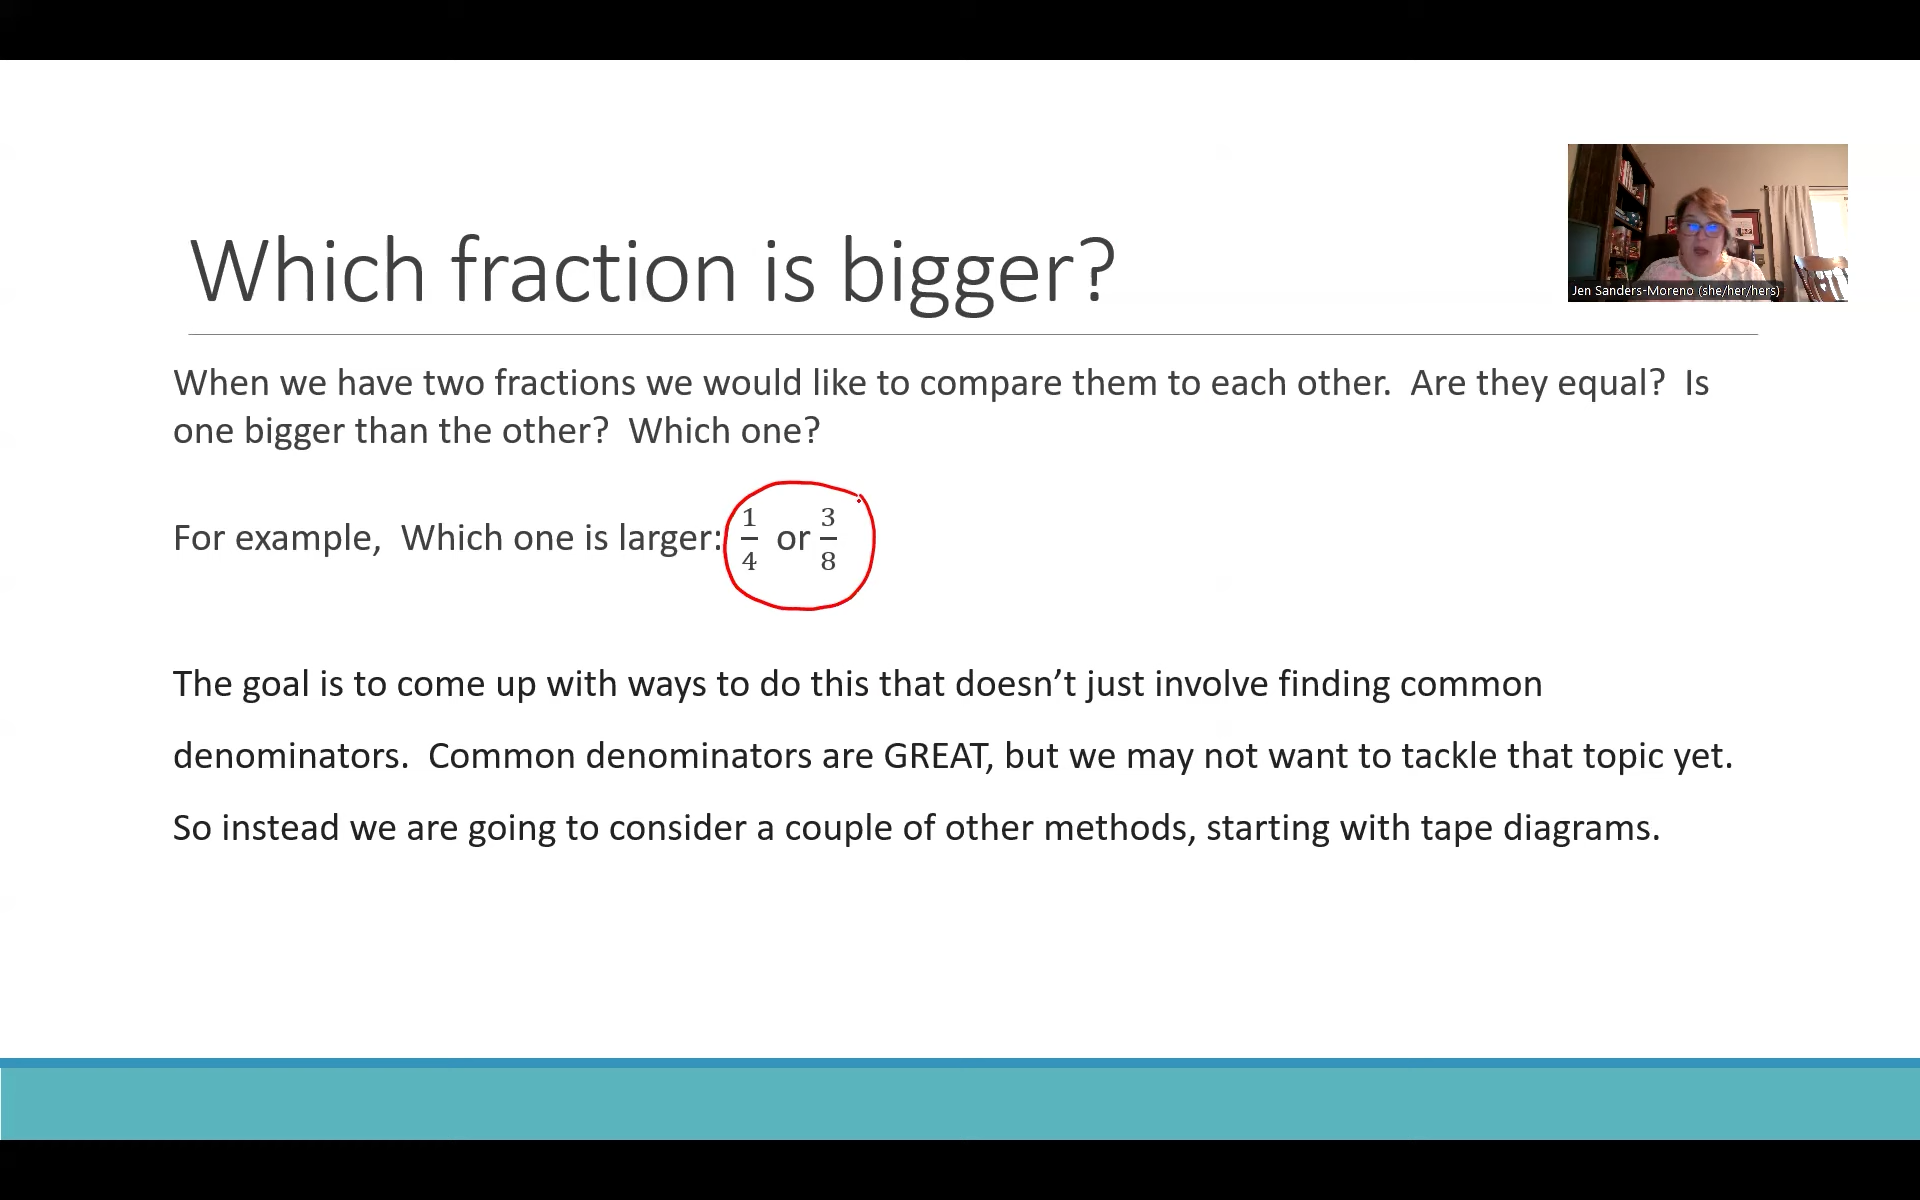 Jen Sanders-Moreno (she/her/hers)
Which fraction is bigger?
When we have two fractions we would like to compare them to each other. Are they equal? Is
one bigger than the other? Which one?
For example, Which one is larger: 1/4 or 3/8
The goal is to come up with ways to do this that doesn’t just involve finding common
denominators. Common denominators are GREAT, but we may not want to tackle that topic yet.
So instead we are going to consider a couple of other methods, starting with tape diagrams.